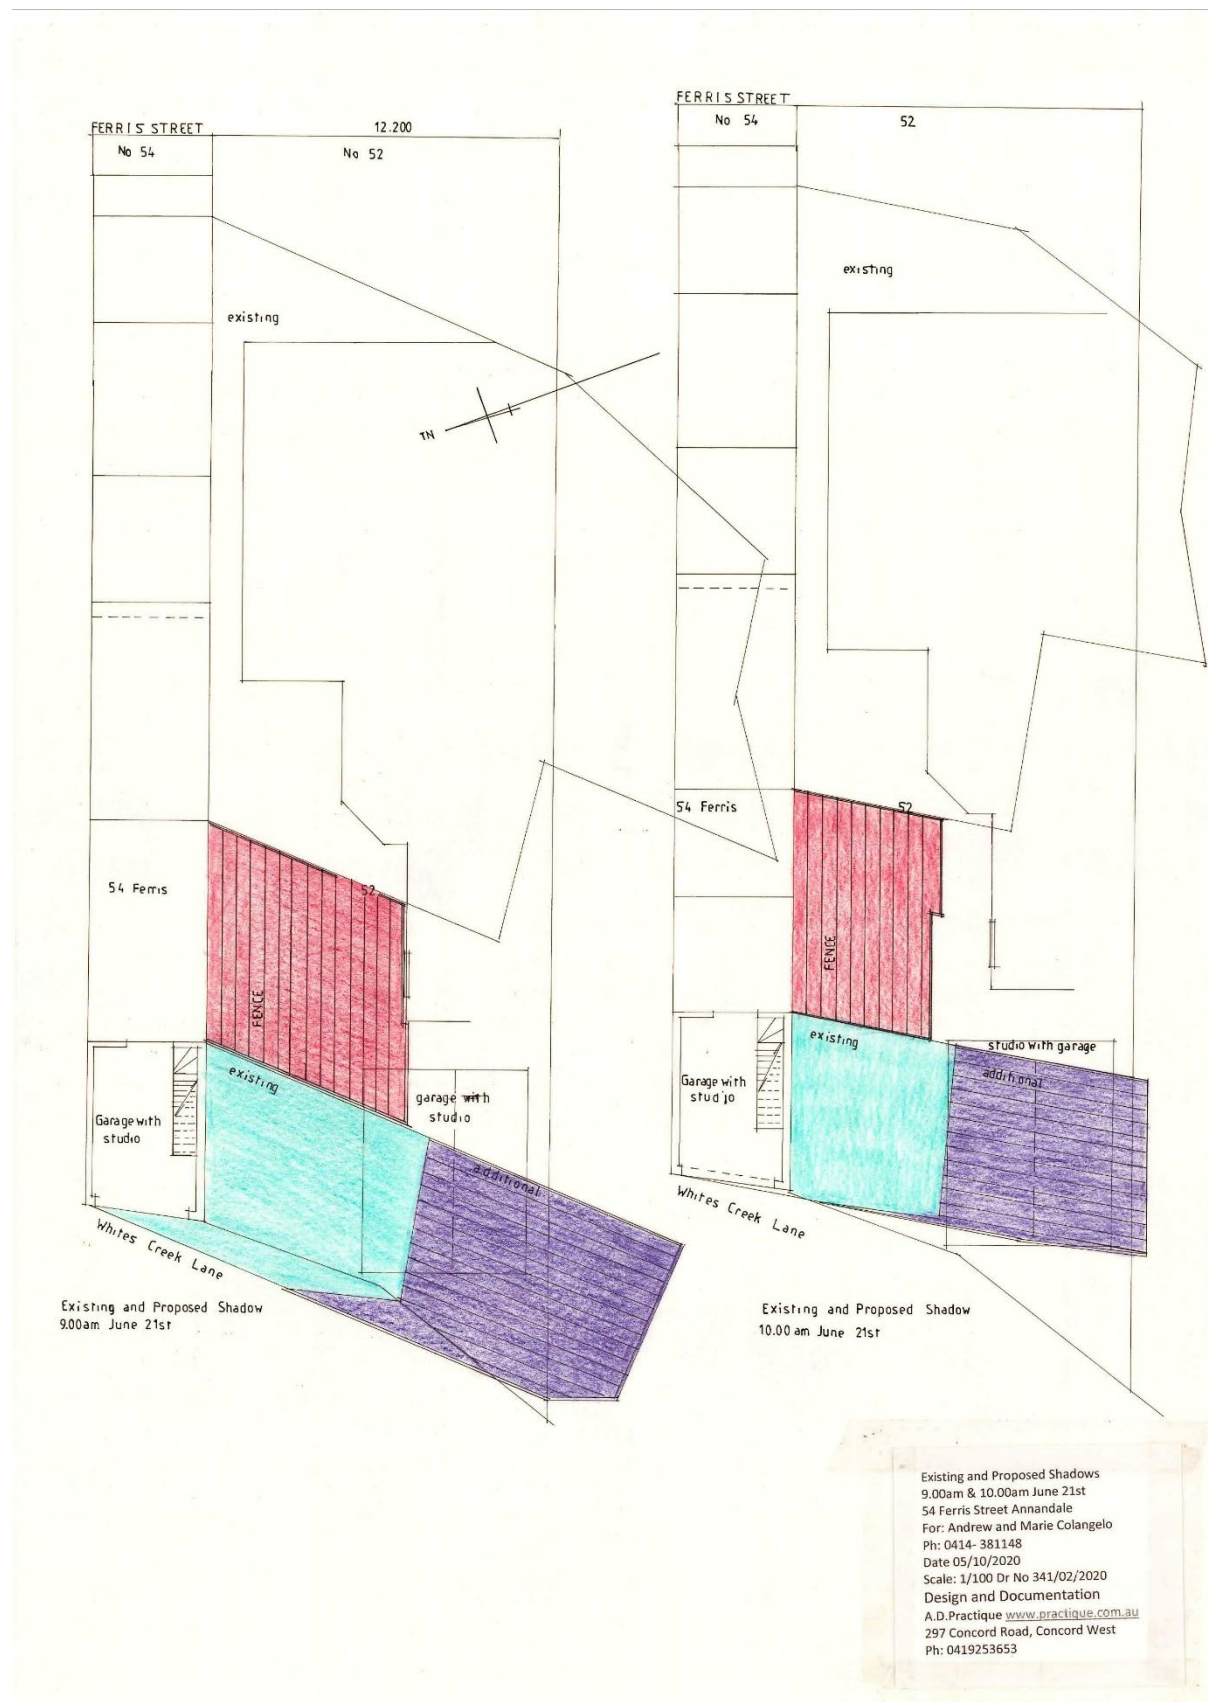 FERRIS STREET
12.200
No 54
No 52
existing
TN
54 Ferris
52
FENCE
existing
garage with
studio
Garage with
studio
additional
Whites Creek Lane
Existing and Proposed Shadow
9.00am June 21st
FERRIS STREET
No 54
52
existing
54 Ferris
52
FENCE
existing
studio with garage
additional
Garage with
studio
Whites Creek Lane
Existing and Proposed Shadow
10.00 am June 21st
Existing and Proposed Shadows
9.00am & 10.00am June 21st
54 Ferris Street Annandale
For: Andrew and Marie Colangelo
Ph: 0414- 381148
Date 05/10/2020
Scale: 1/100 Dr No 341/02/2020
Design and Documentation
A.D.Practique www.practique.com.au
297 Concord Road, Concord West
Ph: 0419253653